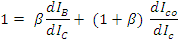 1 = β dI_B/dI_C + (1 + β) dI_co/dI_c